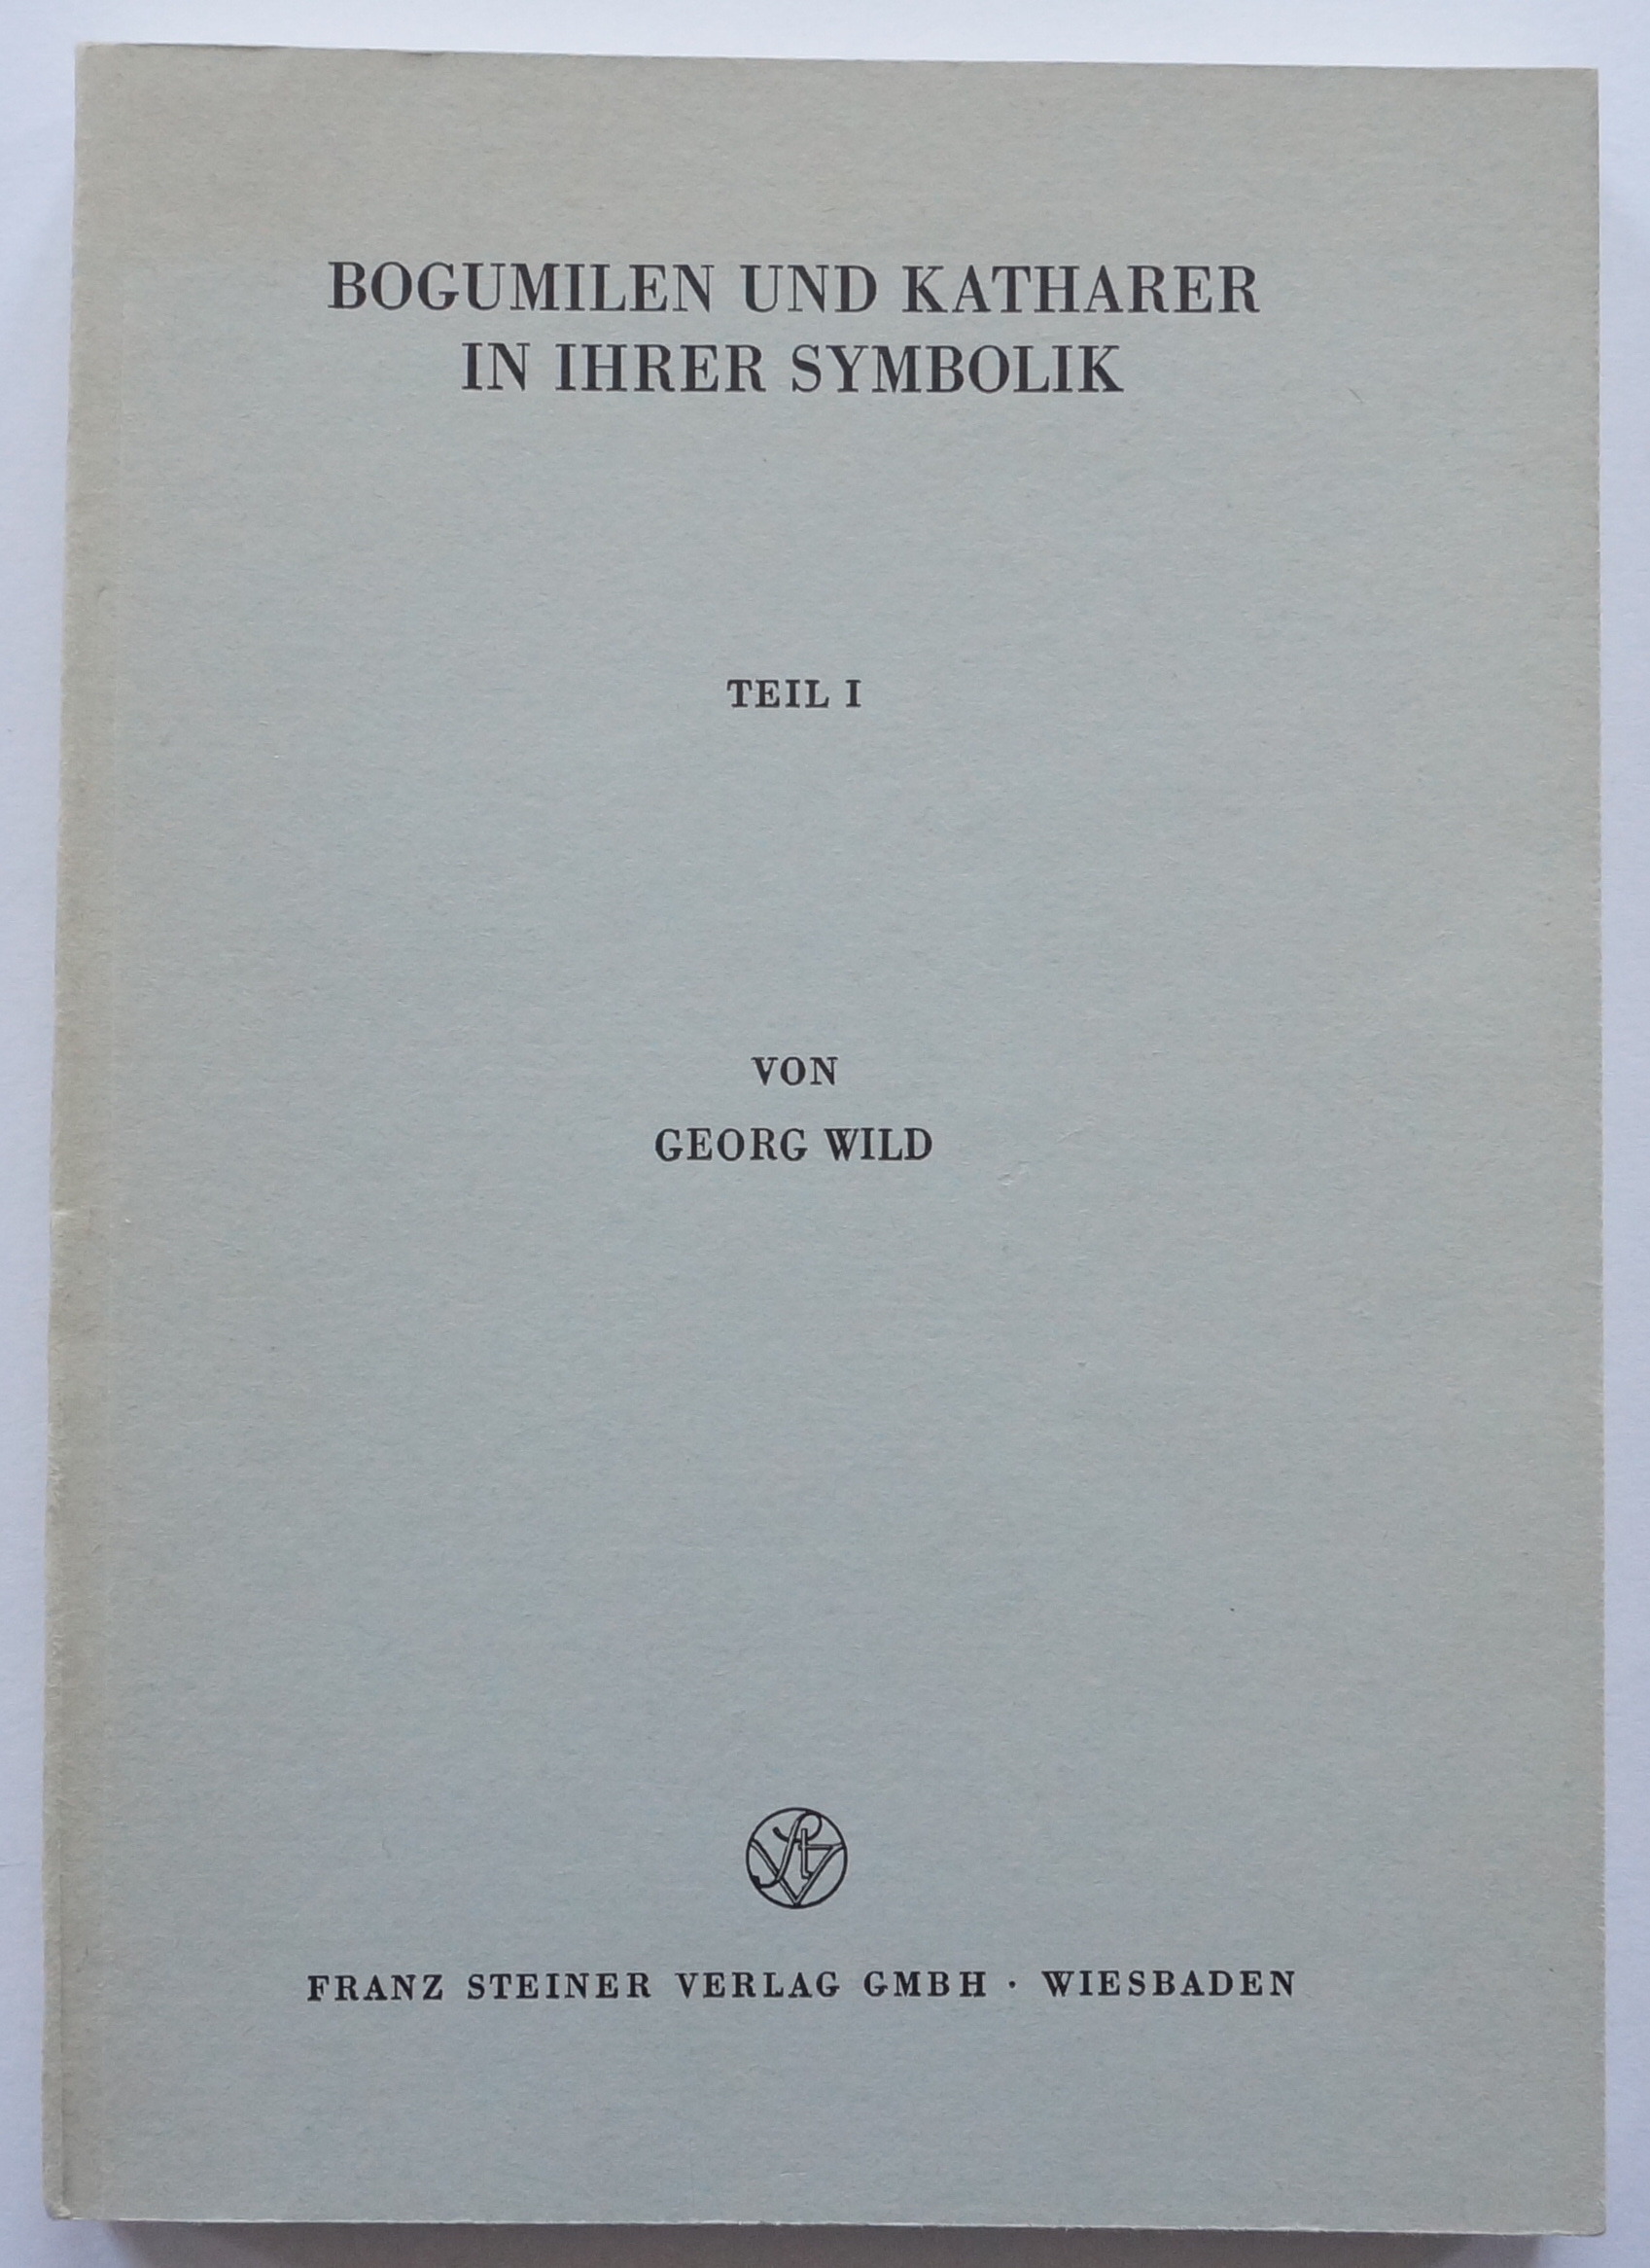 BOGUMILEN UND KATHARER
IN IHRER SYMBOLIK
TEIL I
VON
GEORG WILD
FRANZ STEINER VERLAG GMBH · WIESBADEN